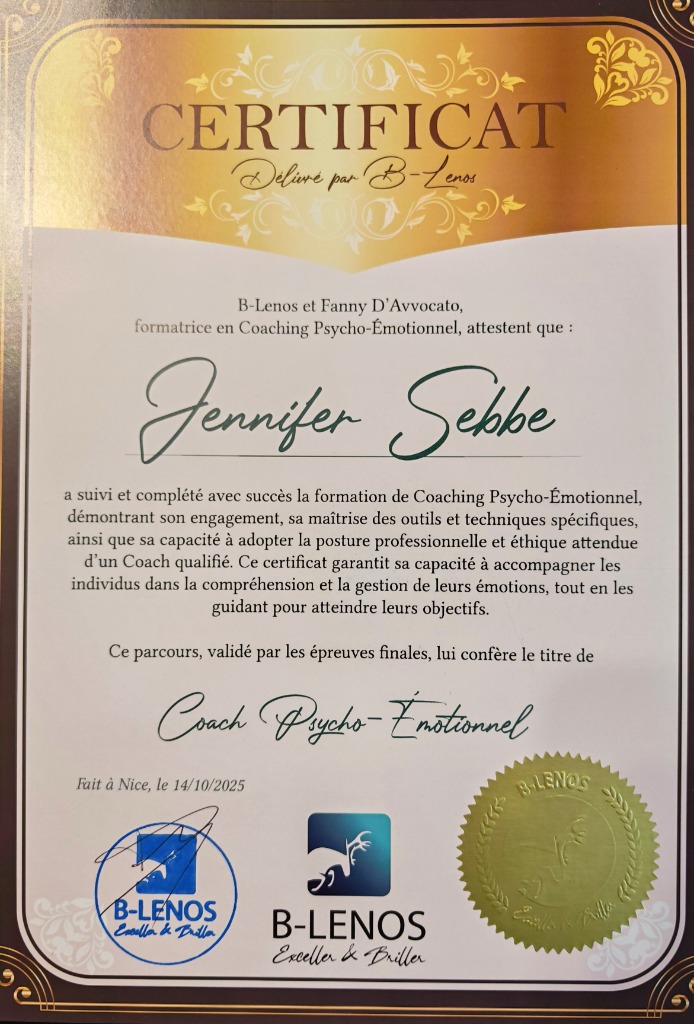 CERTIFICAT
Délivré par B-Lenos
B-Lenos et Fanny D'Avvocato,
formatrice en Coaching Psycho-Émotionnel, attestent que :
Jennifer Sebbe
a suivi et complété avec succès la formation de Coaching Psycho-Émotionnel,
démontrant son engagement, sa maîtrise des outils et techniques spécifiques,
ainsi que sa capacité à adopter la posture professionnelle et éthique attendue
d'un Coach qualifié. Ce certificat garantit sa capacité à accompagner les
individus dans la compréhension et la gestion de leurs émotions, tout en les
guidant pour atteindre leurs objectifs.
Ce parcours, validé par les épreuves finales, lui confère le titre de
Coach Psycho-Émotionnel
Fait à Nice, le 14/10/2025
B-LENOS
Exceller & Briller
B-LENOS
Exceller & Briller
B-LENOS
Exceller & Briller